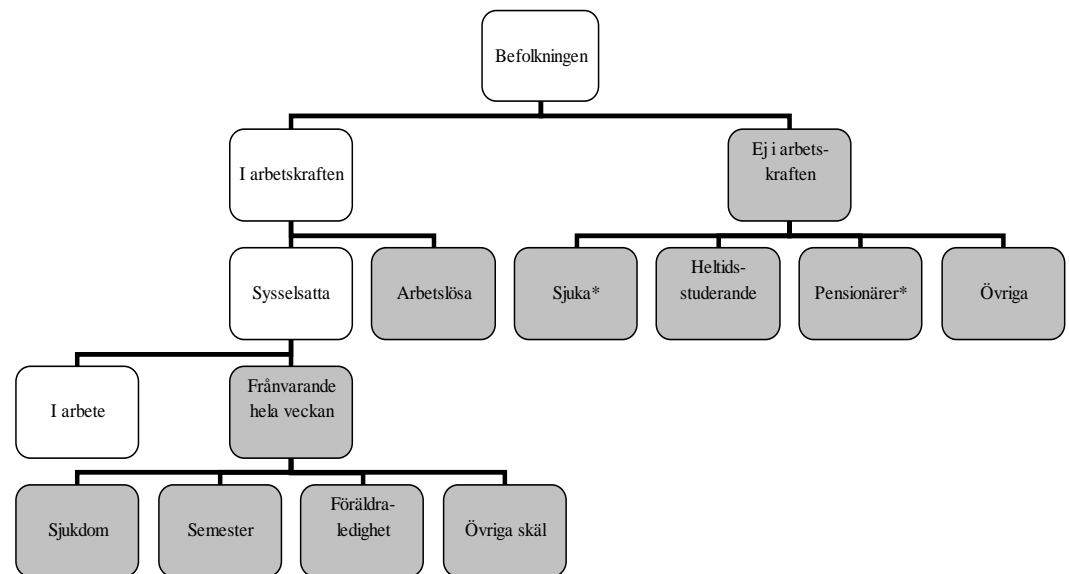 Befolkningen
I arbetskraften
Ej i arbets-
kraften
Sysselsatta
Arbetslösa
Sjuka*
Heltids-
studerande
Pensionärer*
Övriga
I arbete
Frånvarande
hela veckan
Sjukdom
Semester
Föräldra-
ledighet
Övriga skäl